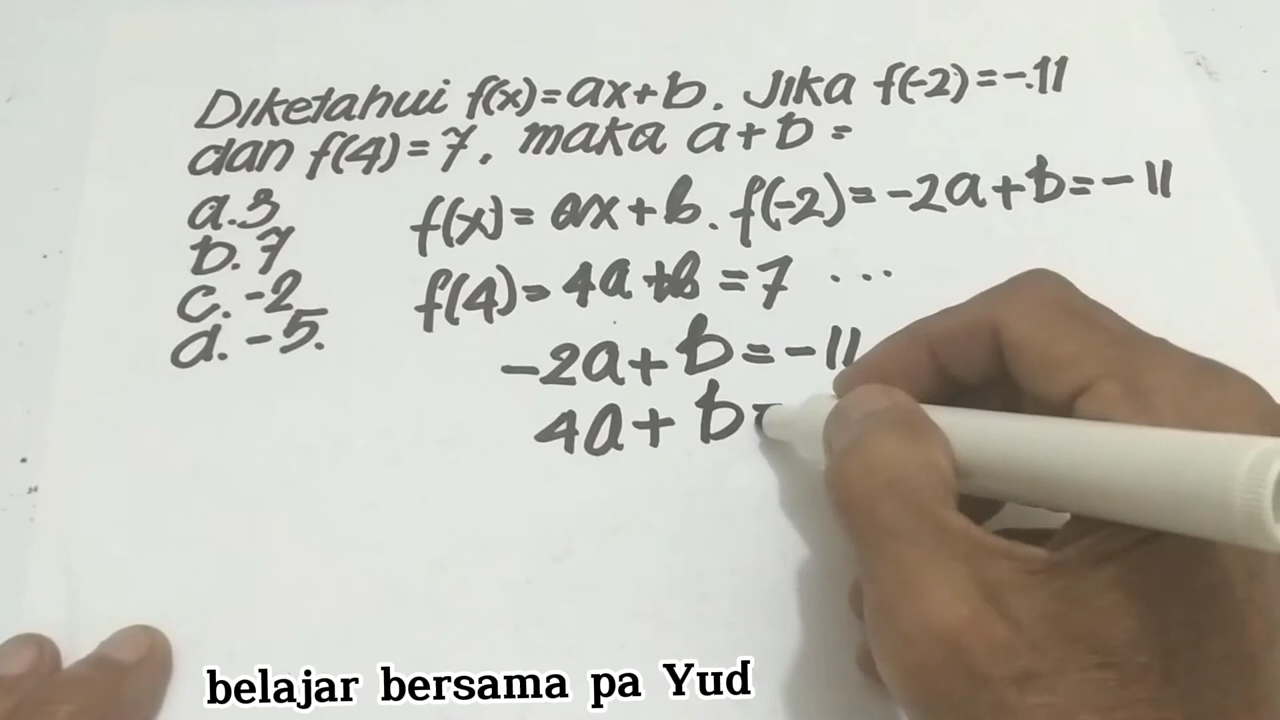 Diketahui f(x)=ax+b. Jika f(-2)=-11
dan f(4)=7, maka a+b=
a. 3
b. 7
c. -2
d. -5.
f(x)=ax+b. f(-2)=-2a+b=-11
f(4)=4a+b=7 ...
-2a+b=-11
4a+b=
belajar bersama pa Yud